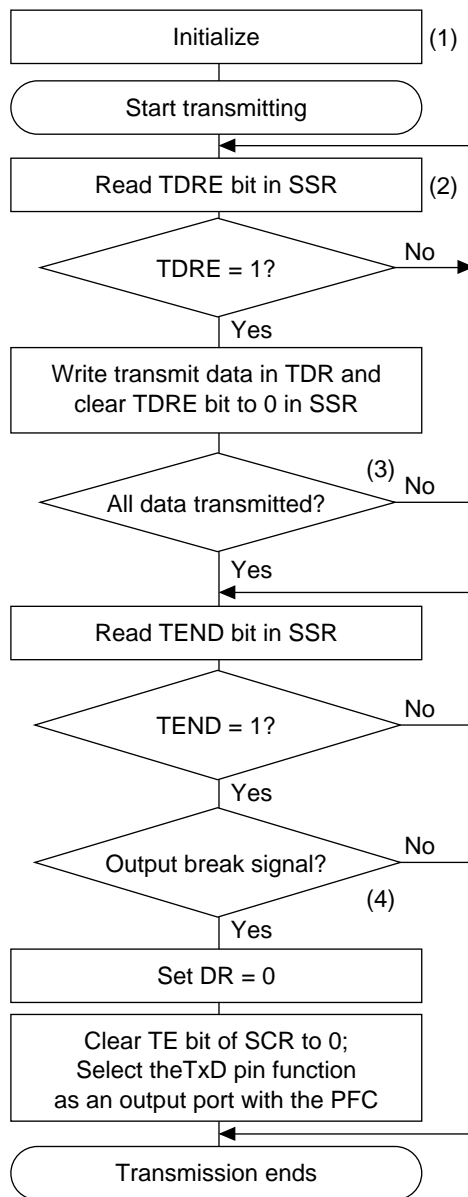 Initialize
(1)
Start transmitting
Read TDRE bit in SSR
(2)
TDRE = 1?
No
Yes
Write transmit data in TDR and
clear TDRE bit to 0 in SSR
(3)
All data transmitted?
No
Yes
Read TEND bit in SSR
TEND = 1?
No
Yes
Output break signal?
No
(4)
Yes
Set DR = 0
Clear TE bit of SCR to 0;
Select theTxD pin function
as an output port with the PFC
Transmission ends